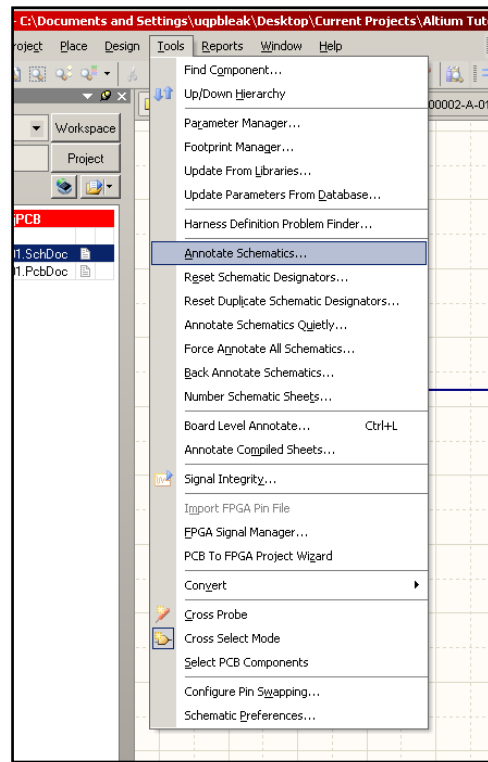 - C:\Documents and Settings\uqpbleak\Desktop\Current Projects\Altium Tut
roject Place Design Tools Reports Window Help
Find Component...
Up/Down Hierarchy
00002-A-01
Workspace
Parameter Manager...
Footprint Manager...
Project
Update From Libraries...
Update Parameters From Database...
jPCB
Harness Definition Problem Finder...
01.SchDoc
Annotate Schematics...
01.PcbDoc
Reset Schematic Designators...
Reset Duplicate Schematic Designators...
Annotate Schematics Quietly...
Force Annotate All Schematics...
Back Annotate Schematics...
Number Schematic Sheets...
Board Level Annotate... Ctrl+L
Annotate Compiled Sheets...
Signal Integrity...
Import FPGA Pin File
FPGA Signal Manager...
PCB To FPGA Project Wizard
Convert
Cross Probe
Cross Select Mode
Select PCB Components
Configure Pin Swapping...
Schematic Preferences...